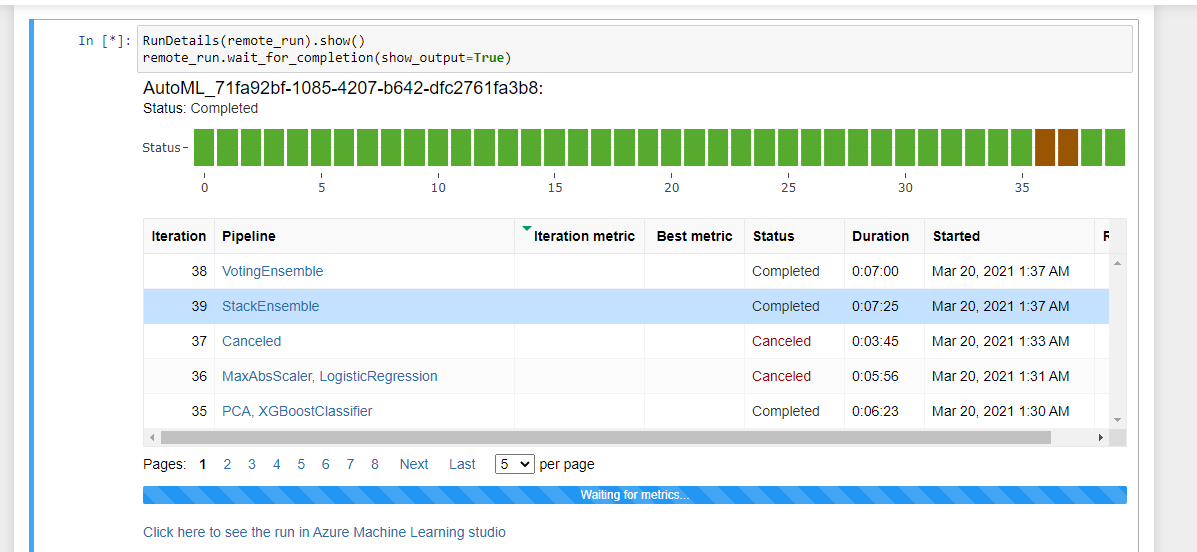 In [*]: RunDetails(remote_run).show()
remote_run.wait_for_completion(show_output=True)
AutoML_71fa92bf-1085-4207-b642-dfc2761fa3b8:
Status: Completed
Status
0 5 10 15 20 25 30 35
Iteration Pipeline Iteration metric Best metric Status Duration Started
38 VotingEnsemble Completed 0:07:00 Mar 20, 2021 1:37 AM
39 StackEnsemble Completed 0:07:25 Mar 20, 2021 1:37 AM
37 Canceled Canceled 0:03:45 Mar 20, 2021 1:33 AM
36 MaxAbsScaler, LogisticRegression Canceled 0:05:56 Mar 20, 2021 1:31 AM
35 PCA, XGBoostClassifier Completed 0:06:23 Mar 20, 2021 1:30 AM
Pages: 1 2 3 4 5 6 7 8 Next Last 5 per page
Waiting for metrics...
Click here to see the run in Azure Machine Learning studio